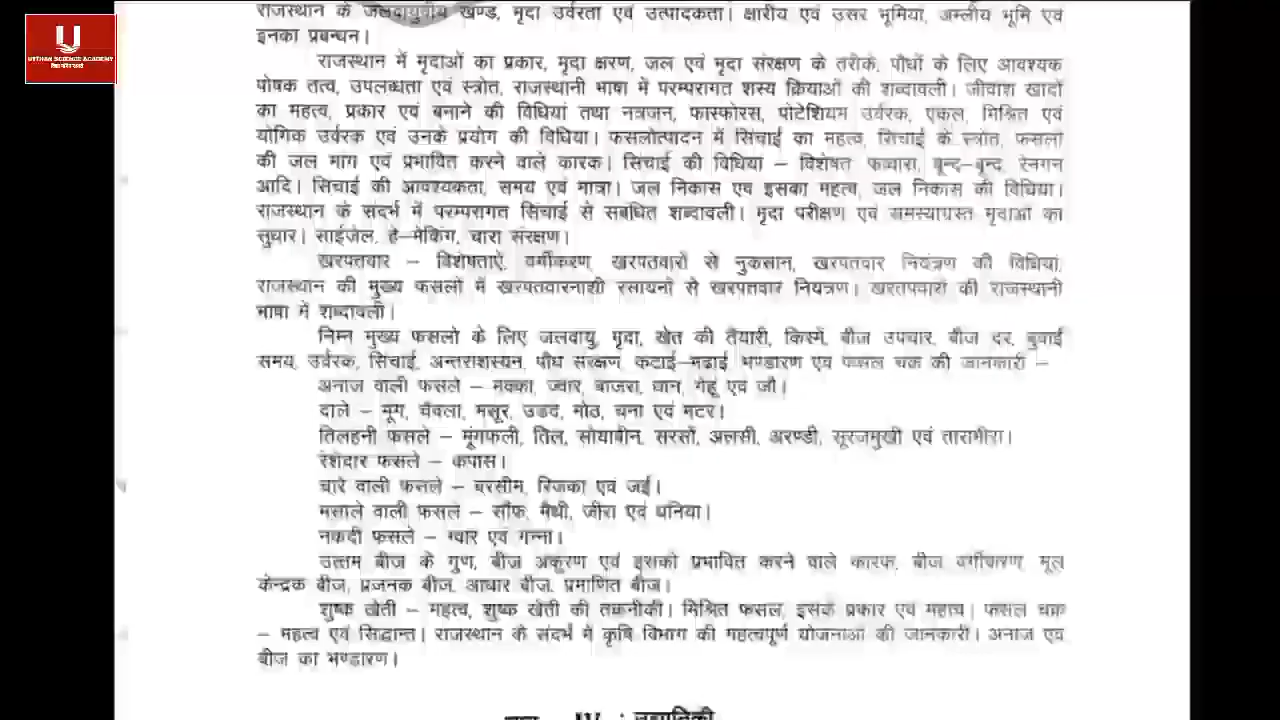 U
UTTHAN SCIENCE ACADEMY
राजस्थान के जलवायुवीय खण्ड, मृदा उर्वरता एवं उत्पादकता। क्षारीय एवं उसर भूमिया, अम्लीय भूमि एवं
इनका प्रबन्धन।
राजस्थान में मृदाओं का प्रकार, मृदा क्षरण, जल एवं मृदा संरक्षण के तरीके, पौधों के लिए आवश्यक
पोषक तत्व, उपलब्धता एवं स्त्रोत, राजस्थानी भाषा में परम्परागत शस्य क्रियाओं की शब्दावली। जीवांश खादों
का महत्व, प्रकार एवं बनाने की विधियां तथा नत्रजन, फास्फोरस, पोटेशियम उर्वरक, एकल, मिश्रित एवं
योगिक उर्वरक एवं उनके प्रयोग की विधिया। फसलोत्पादन में सिंचाई का महत्व, सिंचाई के स्त्रोत, फसलों
की जल मांग एवं प्रभावित करने वाले कारक। सिंचाई की विधिया – विशेषत फव्वारा, बून्द–बून्द, रेनगन
आदि। सिंचाई की आवश्यकता, समय एवं मात्रा। जल निकास एवं इसका महत्व, जल निकास की विधिया।
राजस्थान के संदर्भ में परम्परागत सिंचाई से संबंधित शब्दावली। मृदा परीक्षण एवं समस्याग्रस्त मृदाओं का
सुधार। साईजेल, हे–मेकिंग, चारा संरक्षण।
खरपतवार – विशेषताऐं, वर्गीकरण, खरपतवारों से नुकसान, खरपतवार नियंत्रण की विधियां,
राजस्थान की मुख्य फसलों में खरपतवारनाशी रसायनों से खरपतवार नियंत्रण। खरतपवारों की राजस्थानी
भाषा में शब्दावली।
निम्न मुख्य फसलों के लिए जलवायु, मृदा, खेत की तैयारी, किस्में, बीज उपचार, बीज दर, बुवाई
समय, उर्वरक, सिंचाई, अन्तराशस्यन, पौध संरक्षण, कटाई–मढाई, भण्डारण एवं फसल चक्र की जानकारी –
अनाज वाली फसलें – मक्का, ज्वार, बाजरा, धान, गेहूं एवं जौ।
दाले – मूंग, चंवला, मसूर, उडद, मोठ, चना एवं मटर।
तिलहनी फसले – मूंगफली, तिल, सोयाबीन, सरसों, अलसी, अरण्डी, सूरजमुखी एवं तारामीरा।
रेशेदार फसले – कपास।
चारे वाली फसले – बरसीम, रिजका एवं जई।
मसाले वाली फसले – सौंफ, मैथी, जीरा एवं धनिया।
नकदी फसले – ग्वार एवं गन्ना।
उत्तम बीज के गुण, बीज अंकुरण एवं इसको प्रभावित करने वाले कारक, बीज वर्गीकरण, मूल
केन्द्रक बीज, प्रजनक बीज, आधार बीज, प्रमाणित बीज।
शुष्क खेती – महत्व, शुष्क खेती की तकनीकी। मिश्रित फसल, इसके प्रकार एवं महत्व। फसल चक्र
– महत्व एवं सिद्धान्त। राजस्थान के संदर्भ में कृषि विभाग की महत्वपूर्ण योजनाओं की जानकारी। अनाज एवं
बीज का भण्डारण।